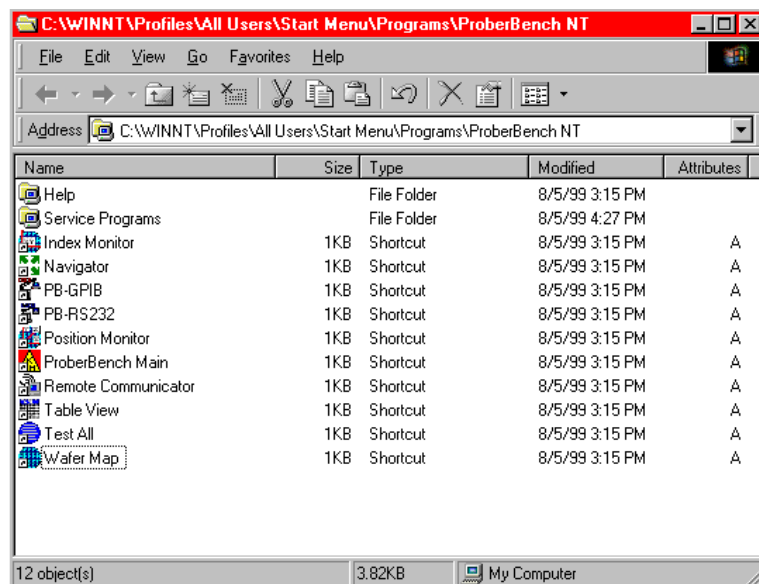 C:\WINNT\Profiles\All Users\Start Menu\Programs\ProberBench NT
File Edit View Go Favorites Help
Address C:\WINNT\Profiles\All Users\Start Menu\Programs\ProberBench NT
Name Size Type Modified Attributes
Help File Folder 8/5/99 3:15 PM
Service Programs File Folder 8/5/99 4:27 PM
Index Monitor 1KB Shortcut 8/5/99 3:15 PM A
Navigator 1KB Shortcut 8/5/99 3:15 PM A
PB-GPIB 1KB Shortcut 8/5/99 3:15 PM A
PB-RS232 1KB Shortcut 8/5/99 3:15 PM A
Position Monitor 1KB Shortcut 8/5/99 3:15 PM A
ProberBench Main 1KB Shortcut 8/5/99 3:15 PM A
Remote Communicator 1KB Shortcut 8/5/99 3:15 PM A
Table View 1KB Shortcut 8/5/99 3:15 PM A
Test All 1KB Shortcut 8/5/99 3:15 PM A
Wafer Map 1KB Shortcut 8/5/99 3:15 PM A
12 object(s) 3.82KB My Computer